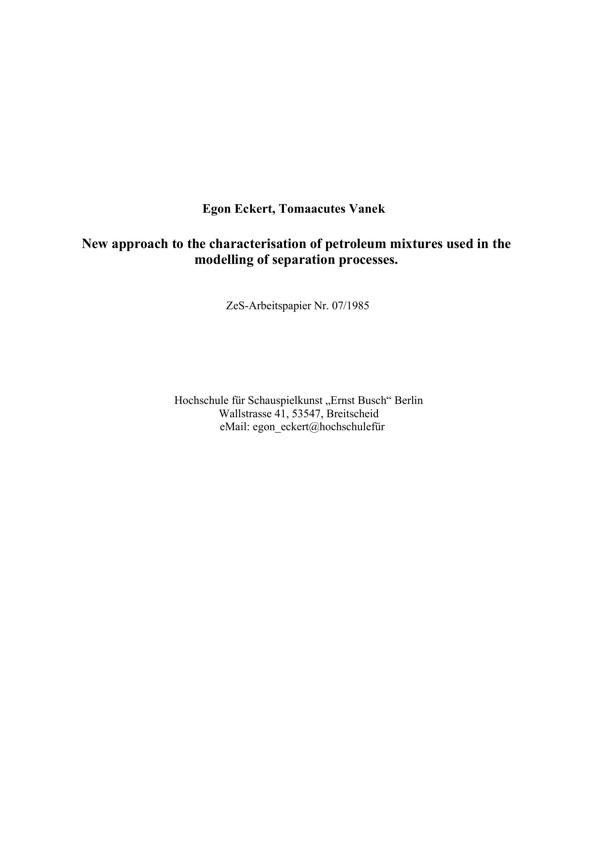 Egon Eckert, Tomaacutes Vanek
New approach to the characterisation of petroleum mixtures used in the
modelling of separation processes.
ZeS-Arbeitspapier Nr. 07/1985
Hochschule für Schauspielkunst „Ernst Busch“ Berlin
Wallstrasse 41, 53547, Breitscheid
eMail: egon_eckert@hochschulefür